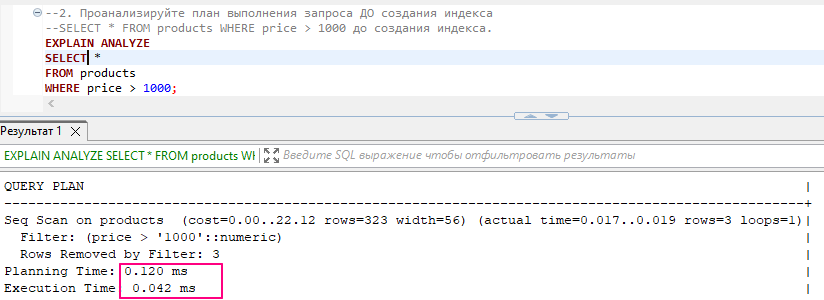 --2. Проанализируйте план выполнения запроса ДО создания индекса
--SELECT * FROM products WHERE price > 1000 до создания индекса.
EXPLAIN ANALYZE
SELECT *
FROM products
WHERE price > 1000;
Результат 1
EXPLAIN ANALYZE SELECT * FROM products WH
Введите SQL выражение чтобы отфильтровать результаты
QUERY PLAN |
----------------------------------------------------------------------------------------------------+
Seq Scan on products (cost=0.00..22.12 rows=323 width=56) (actual time=0.017..0.019 rows=3 loops=1)|
Filter: (price > '1000'::numeric) |
Rows Removed by Filter: 3 |
Planning Time: 0.120 ms |
Execution Time 0.042 ms |